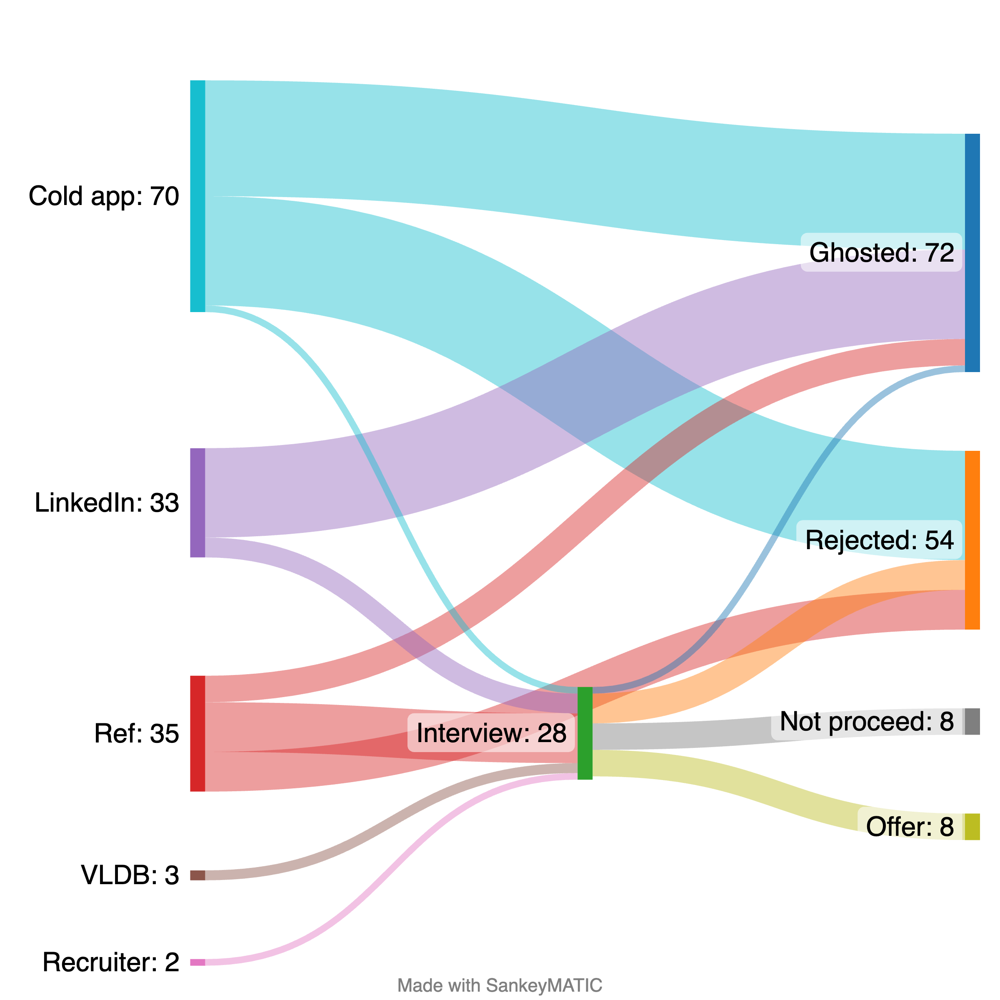 Cold app: 70
Ghosted: 72
LinkedIn: 33
Rejected: 54
Ref: 35
Interview: 28
Not proceed: 8
Offer: 8
VLDB: 3
Recruiter: 2
Made with SankeyMATIC